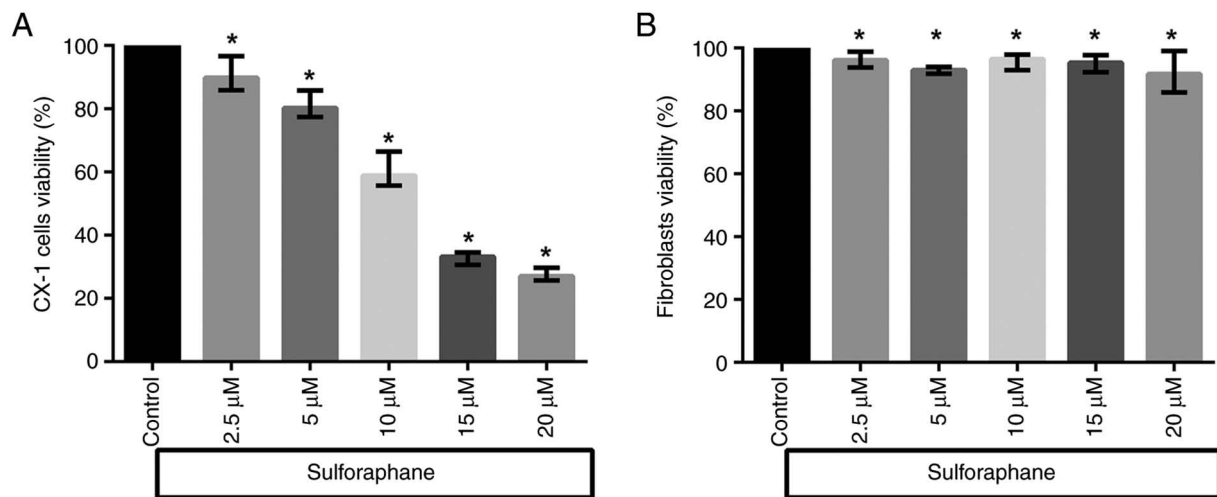 A
CX-1 cells viability (%)
100
80
60
40
20
0
*
*
*
*
*
Control
2.5 μM
5 μM
10 μM
15 μM
20 μM
Sulforaphane
B
Fibroblasts viability (%)
100
80
60
40
20
0
*
*
*
*
*
Control
2.5 μM
5 μM
10 μM
15 μM
20 μM
Sulforaphane